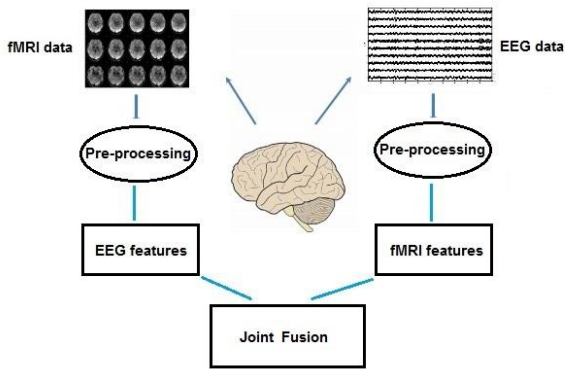 fMRI data
EEG data
Pre-processing
Pre-processing
EEG features
fMRI features
Joint Fusion